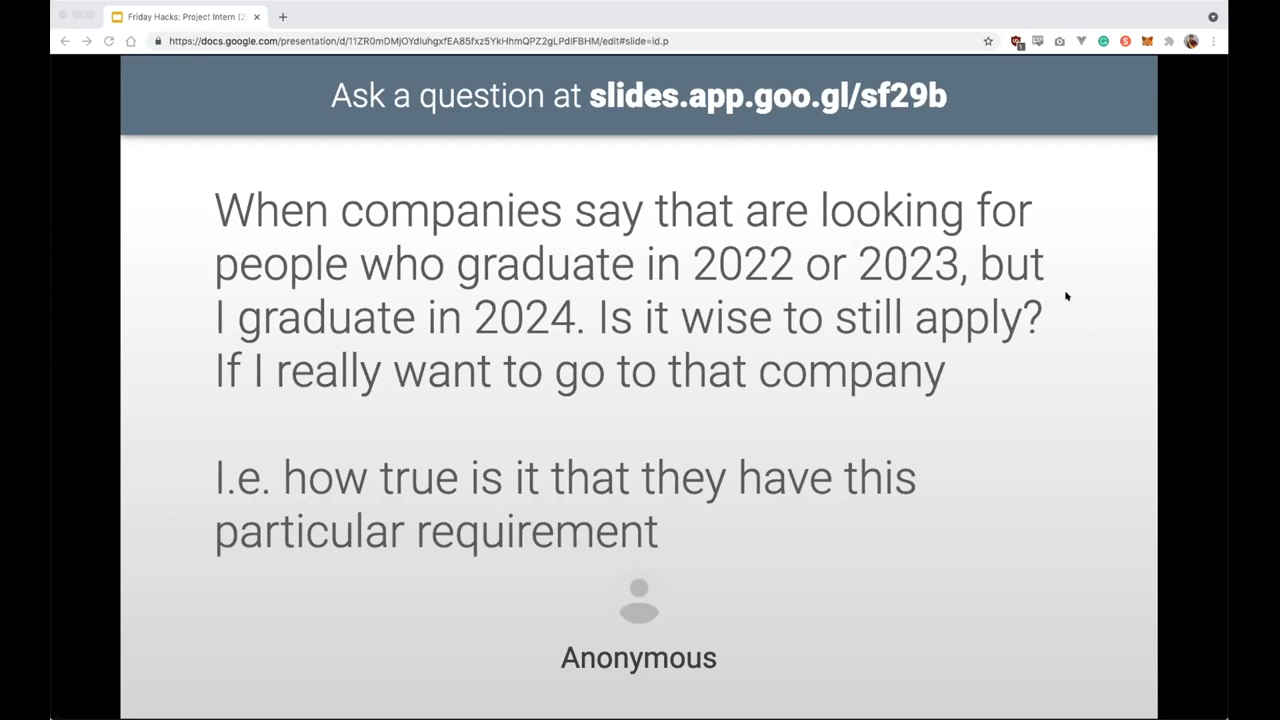 Friday Hacks: Project Intern (2
https://docs.google.com/presentation/d/11ZR0mDMjOYdluhgxfEA85fxz5YkHhmQPZ2gLPdiFBHM/edit#slide=id.p
Ask a question at slides.app.goo.gl/sf29b
When companies say that are looking for
people who graduate in 2022 or 2023, but
I graduate in 2024. Is it wise to still apply?
If I really want to go to that company
I.e. how true is it that they have this
particular requirement
Anonymous